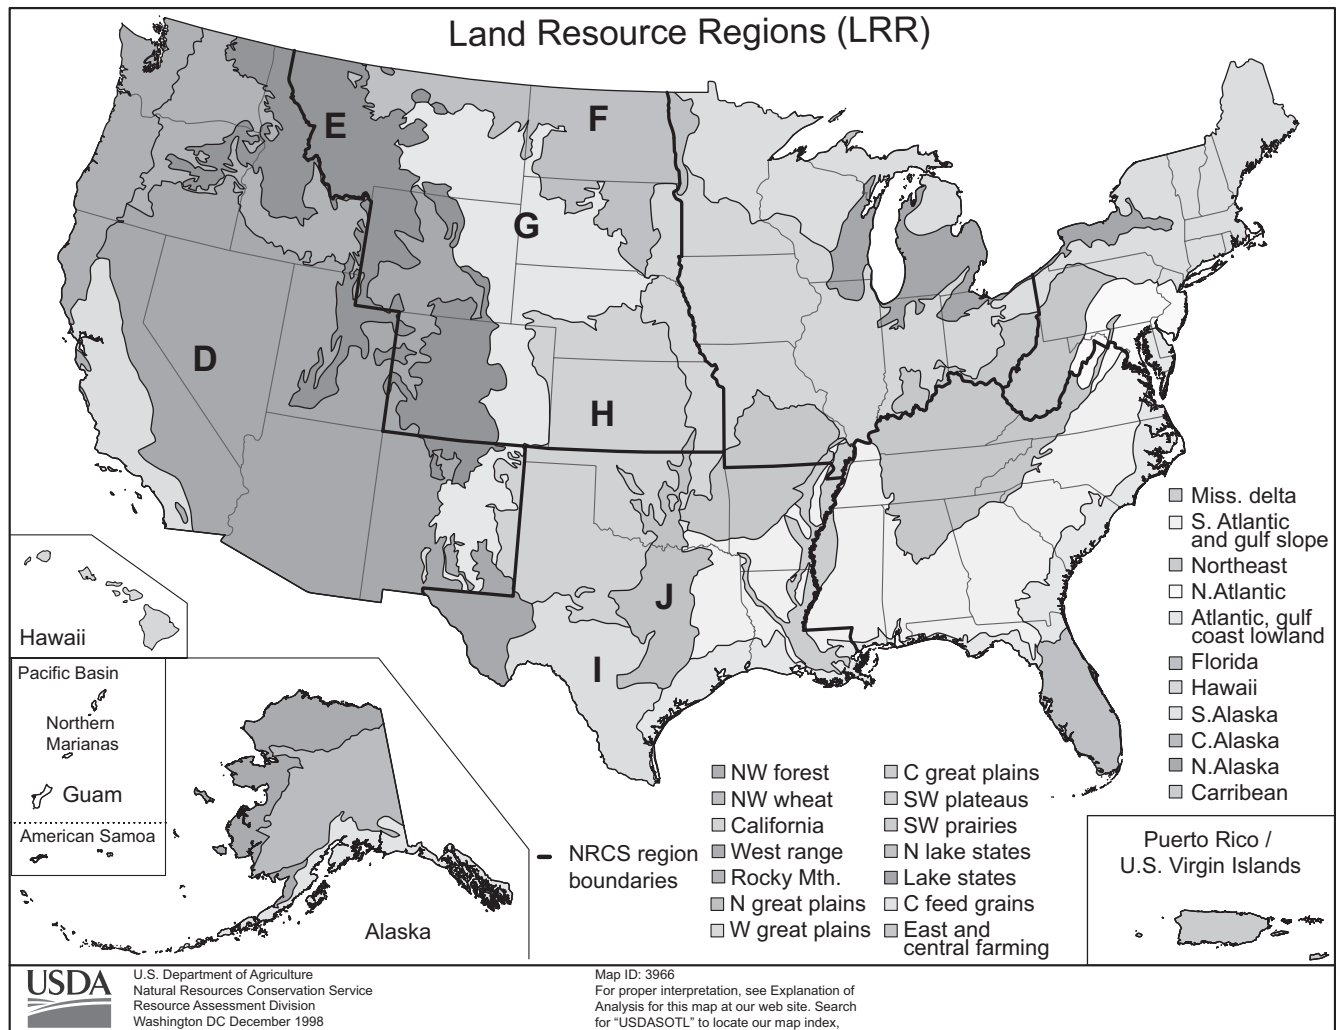 Land Resource Regions (LRR)
E
F
G
D
H
J
I
Miss. delta
S. Atlantic
and gulf slope
Northeast
N.Atlantic
Atlantic, gulf
coast lowland
Florida
Hawaii
S.Alaska
C.Alaska
N.Alaska
Carribean
Hawaii
Pacific Basin
Northern
Marianas
Guam
American Samoa
Alaska
NRCS region
boundaries
NW forest
NW wheat
California
West range
Rocky Mth.
N great plains
W great plains
C great plains
SW plateaus
SW prairies
N lake states
Lake states
C feed grains
East and
central farming
Puerto Rico /
U.S. Virgin Islands
USDA
U.S. Department of Agriculture
Natural Resources Conservation Service
Resource Assessment Division
Washington DC December 1998
Map ID: 3966
For proper interpretation, see Explanation of
Analysis for this map at our web site. Search
for “USDASOTL” to locate our map index,